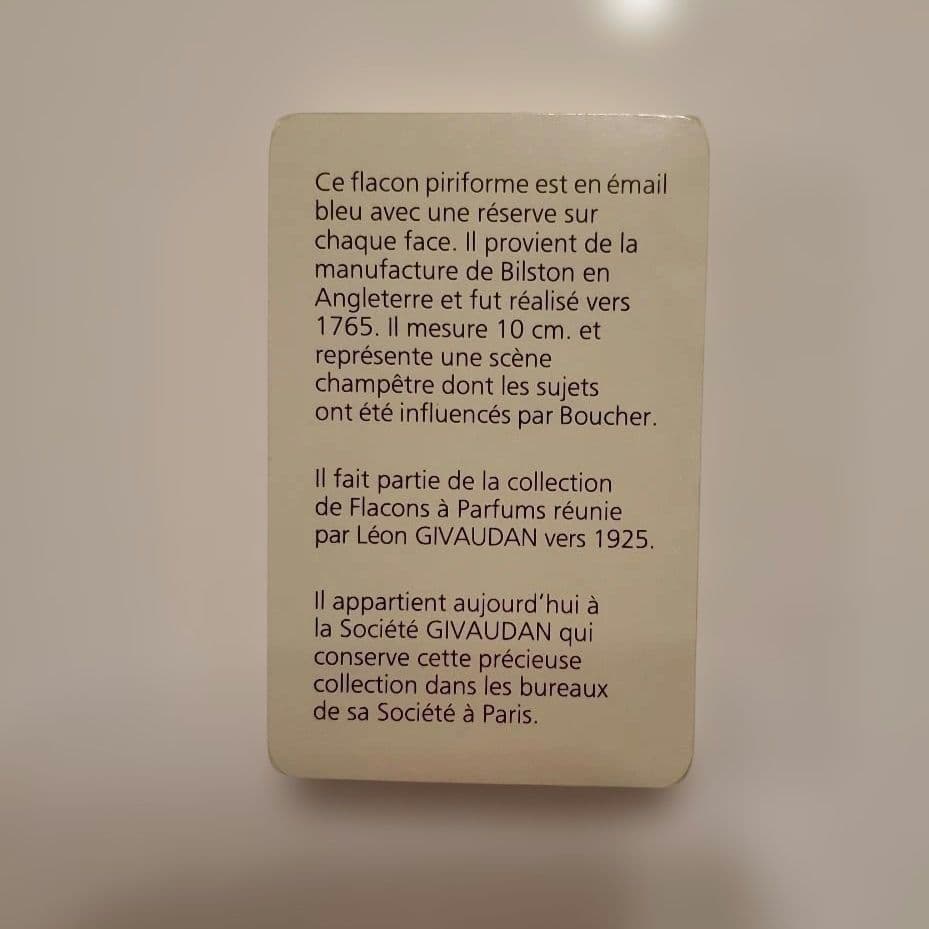 Ce flacon piriforme est en émail
bleu avec une réserve sur
chaque face. Il provient de la
manufacture de Bilston en
Angleterre et fut réalisé vers
1765. Il mesure 10 cm. et
représente une scène
champêtre dont les sujets
ont été influencés par Boucher.
Il fait partie de la collection
de Flacons à Parfums réunie
par Léon GIVAUDAN vers 1925.
Il appartient aujourd'hui à
la Société GIVAUDAN qui
conserve cette précieuse
collection dans les bureaux
de sa Société à Paris.